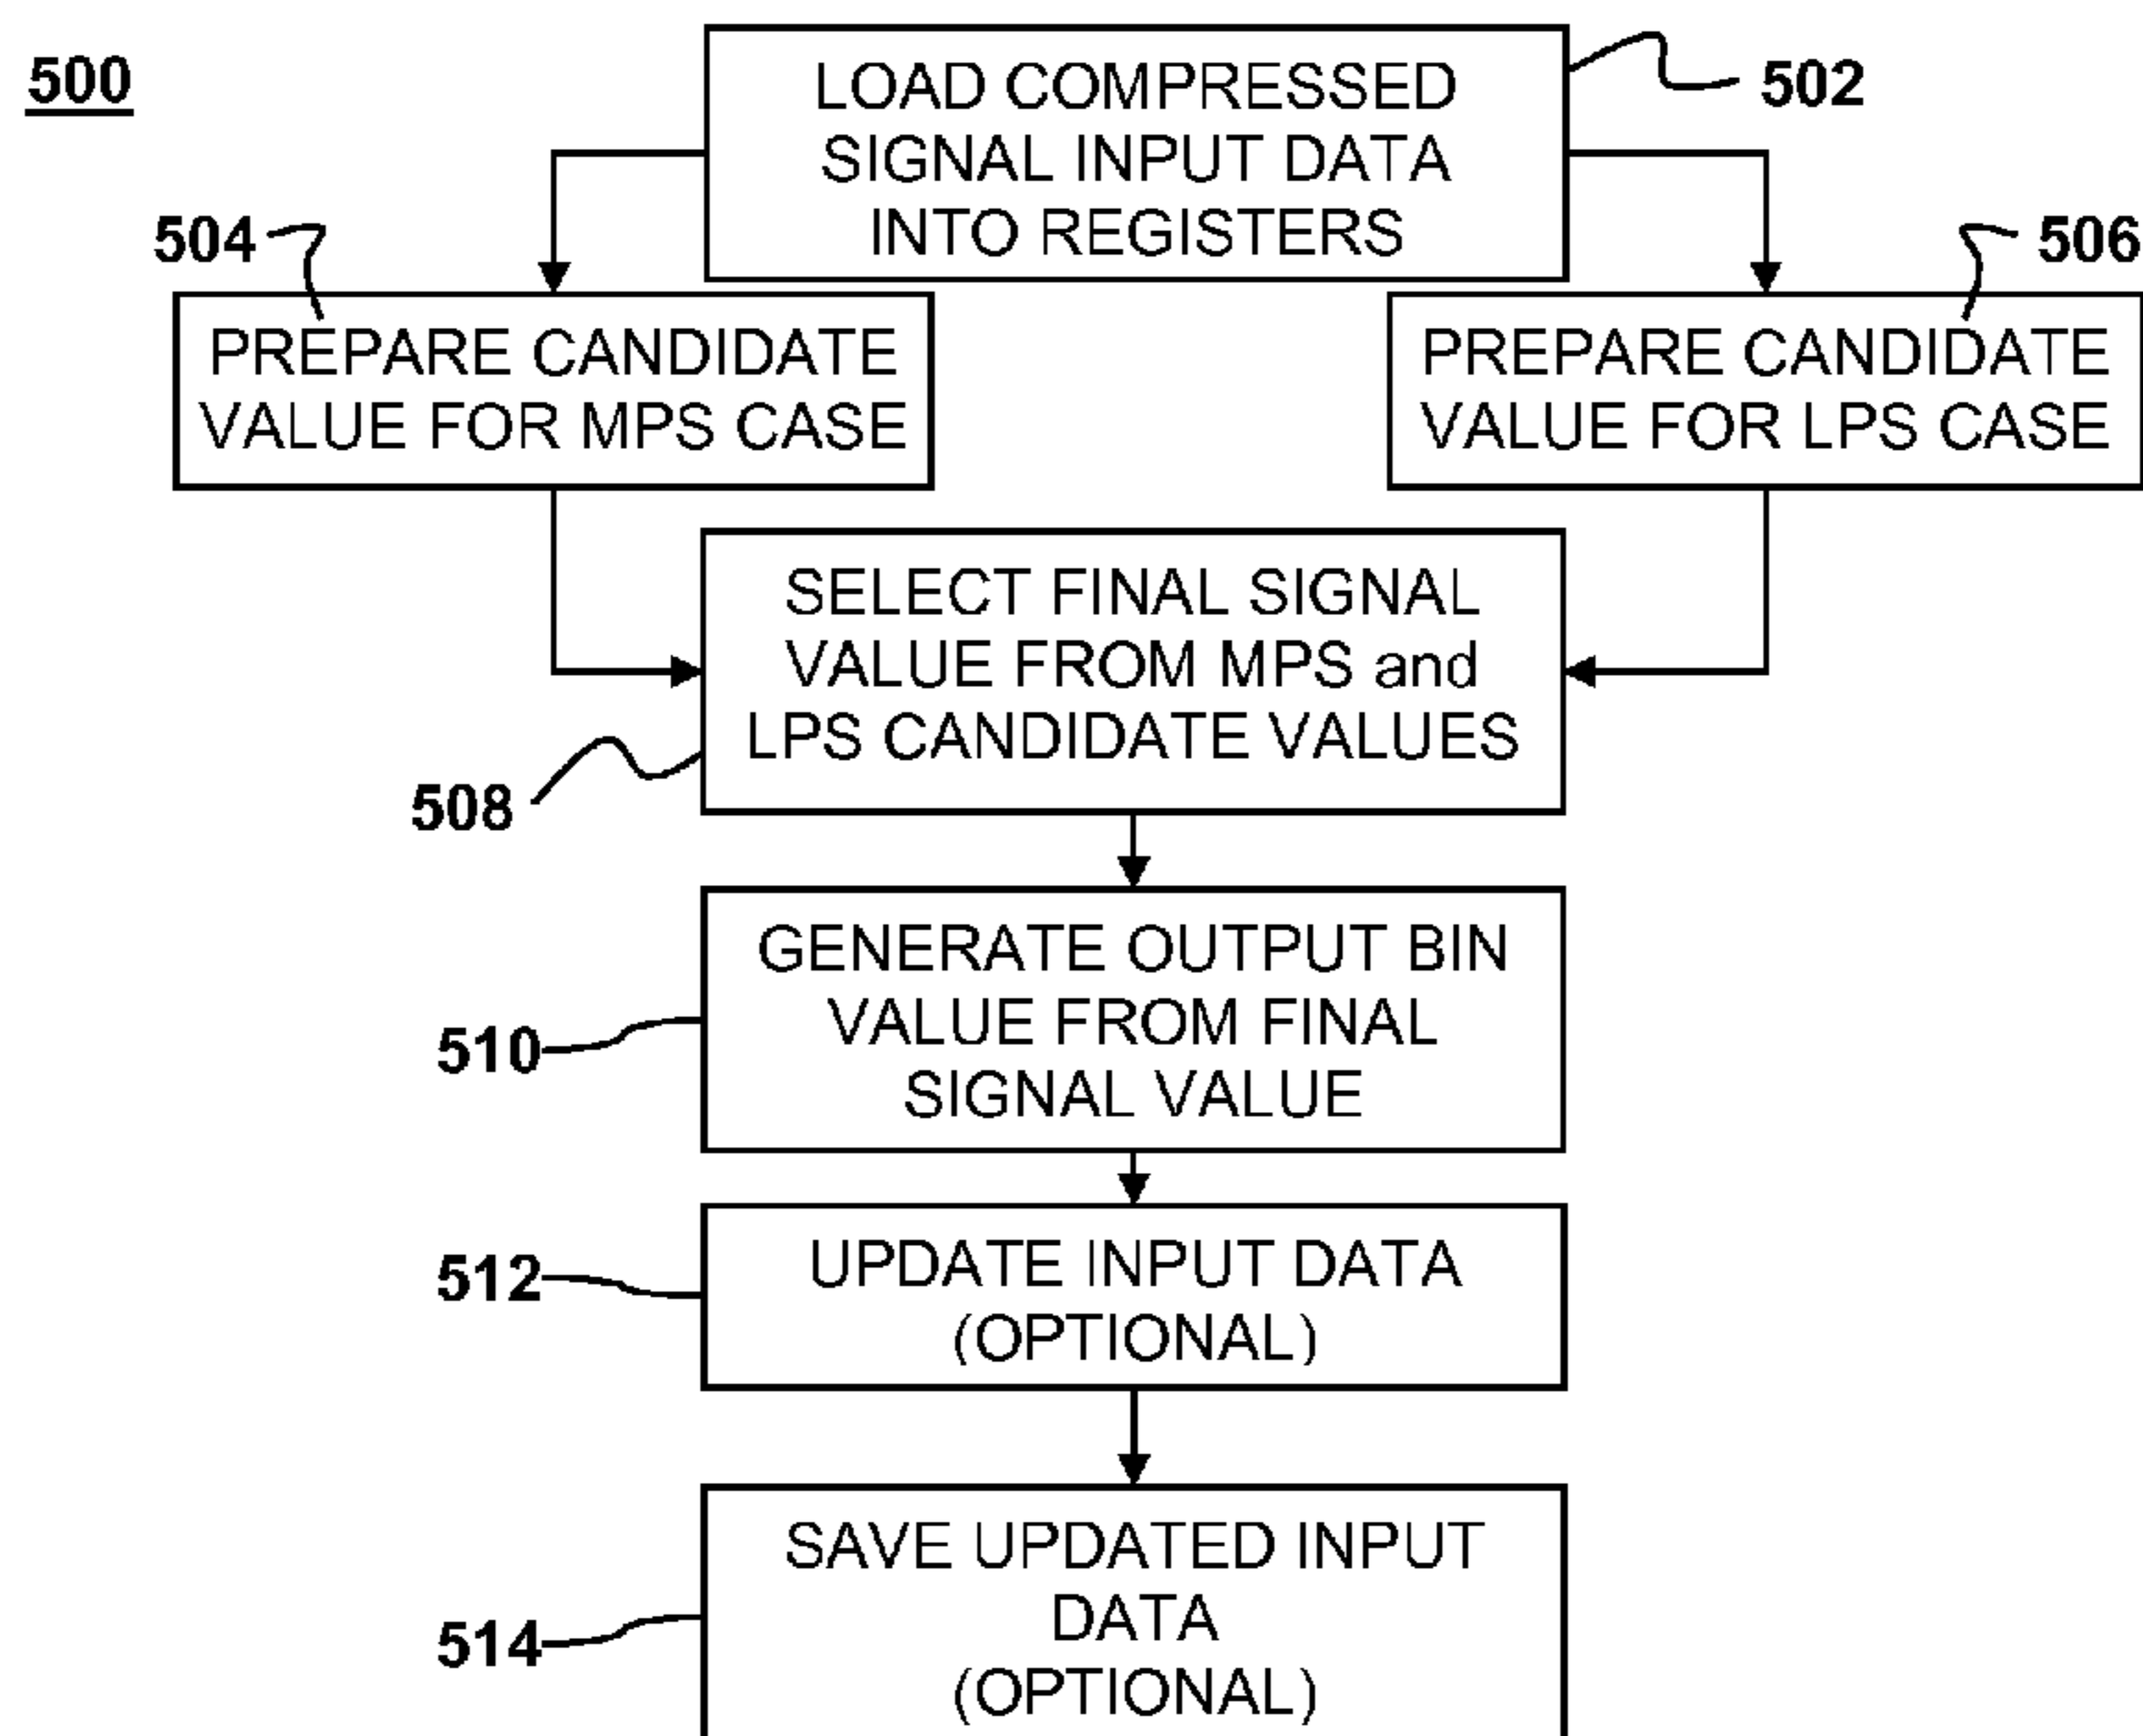 500
LOAD COMPRESSED
SIGNAL INPUT DATA
INTO REGISTERS
502
504
506
PREPARE CANDIDATE
VALUE FOR MPS CASE
PREPARE CANDIDATE
VALUE FOR LPS CASE
SELECT FINAL SIGNAL
VALUE FROM MPS and
LPS CANDIDATE VALUES
508
GENERATE OUTPUT BIN
VALUE FROM FINAL
SIGNAL VALUE
510
UPDATE INPUT DATA
(OPTIONAL)
512
SAVE UPDATED INPUT
DATA
(OPTIONAL)
514